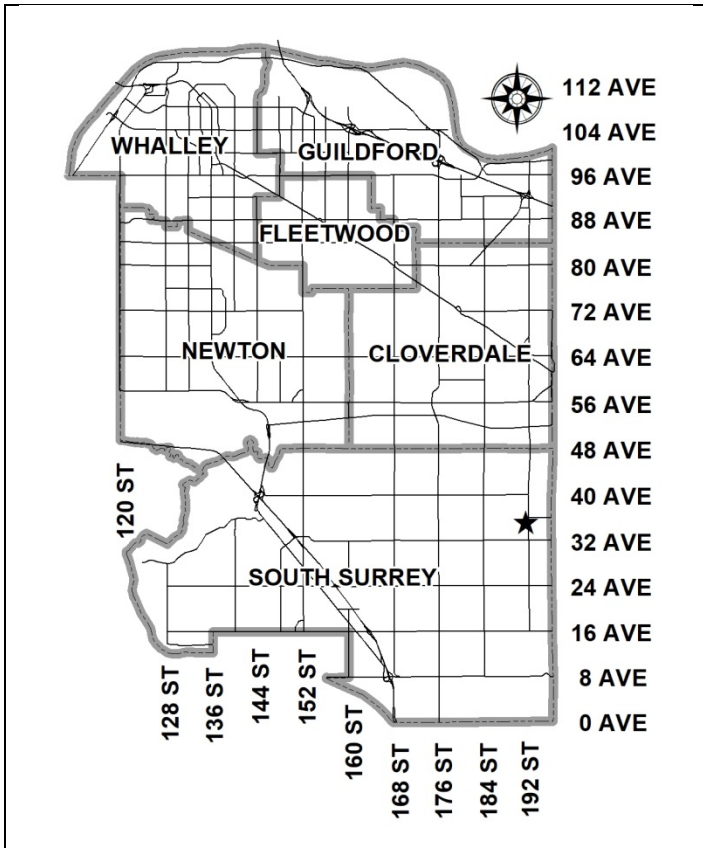 112 AVE
104 AVE
WHALLEY
GUILDFORD
96 AVE
88 AVE
FLEETWOOD
80 AVE
72 AVE
NEWTON
CLOVERDALE
64 AVE
56 AVE
48 AVE
120 ST
40 AVE
32 AVE
SOUTH SURREY
24 AVE
16 AVE
128 ST
136 ST
144 ST
152 ST
160 ST
8 AVE
0 AVE
168 ST
176 ST
184 ST
192 ST